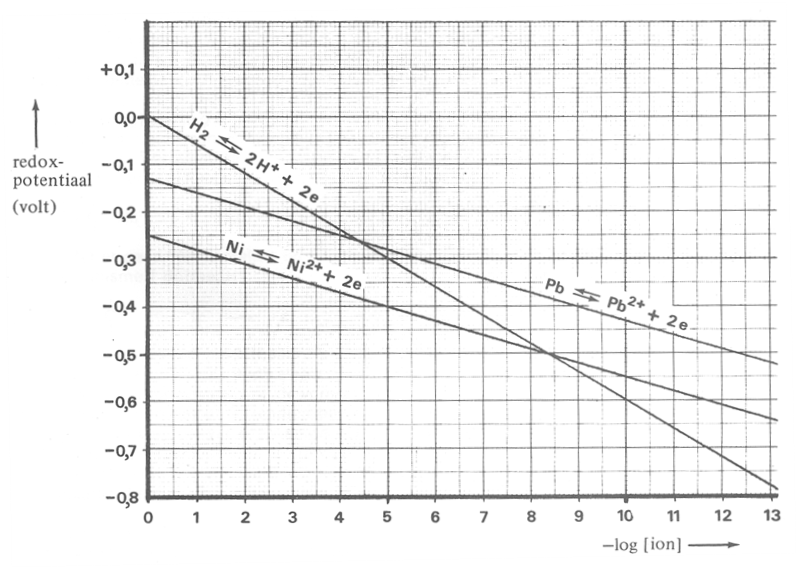 +0,1
0,0
−0,1
−0,2
−0,3
−0,4
−0,5
−0,6
−0,7
−0,8
redox-
potentiaal
(volt)
H₂ ⇌ 2H⁺ + 2e
Ni ⇌ Ni²⁺ + 2e
Pb ⇌ Pb²⁺ + 2e
0 1 2 3 4 5 6 7 8 9 10 11 12 13
−log [ion] ⟶